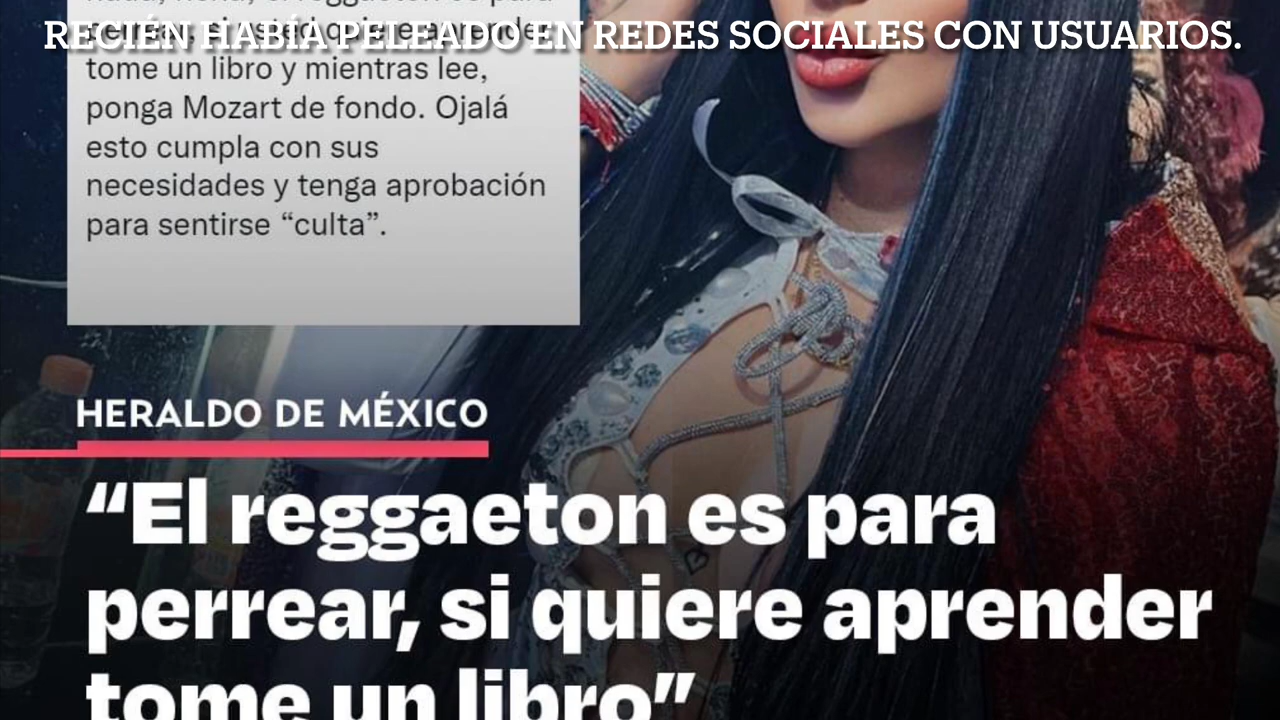 RECIÉN HABÍA PELEADO EN REDES SOCIALES CON USUARIOS.
tome un libro y mientras lee,
ponga Mozart de fondo. Ojalá
esto cumpla con sus
necesidades y tenga aprobación
para sentirse “culta”.
HERALDO DE MÉXICO
“El reggaeton es para
perrear, si quiere aprender
tome un libro”